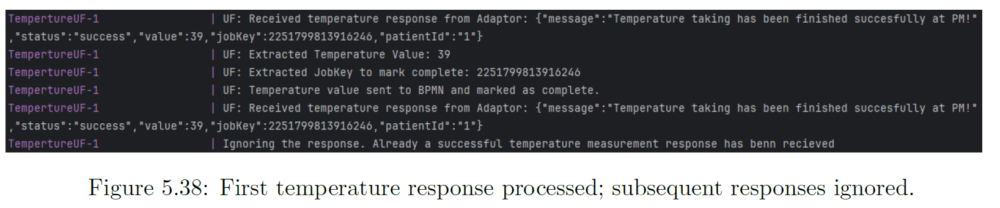 TempertureUF-1 | UF: Received temperature response from Adaptor: {"message":"Temperature taking has been finished succesfully at PM!"
,"status":"success","value":39,"jobKey":2251799813916246,"patientId":"1"}
TempertureUF-1 | UF: Extracted Temperature Value: 39
TempertureUF-1 | UF: Extracted JobKey to mark complete: 2251799813916246
TempertureUF-1 | UF: Temperature value sent to BPMN and marked as complete.
TempertureUF-1 | UF: Received temperature response from Adaptor: {"message":"Temperature taking has been finished succesfully at PM!"
,"status":"success","value":39,"jobKey":2251799813916246,"patientId":"1"}
TempertureUF-1 | Ignoring the response. Already a successful temperature measurement response has benn recieved
Figure 5.38: First temperature response processed; subsequent responses ignored.